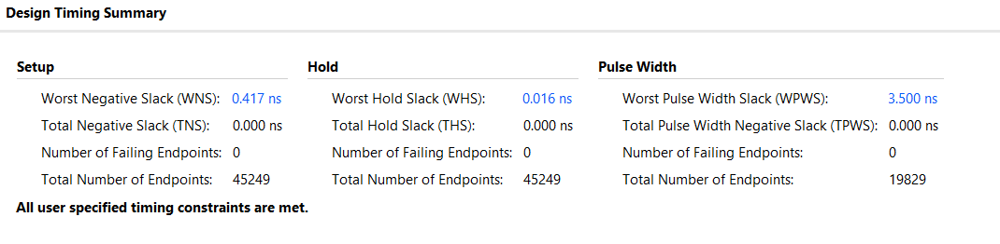 Design Timing Summary
Setup Hold Pulse Width
Worst Negative Slack (WNS): 0.417 ns Worst Hold Slack (WHS): 0.016 ns Worst Pulse Width Slack (WPWS): 3.500 ns
Total Negative Slack (TNS): 0.000 ns Total Hold Slack (THS): 0.000 ns Total Pulse Width Negative Slack (TPWS): 0.000 ns
Number of Failing Endpoints: 0 Number of Failing Endpoints: 0 Number of Failing Endpoints: 0
Total Number of Endpoints: 45249 Total Number of Endpoints: 45249 Total Number of Endpoints: 19829
All user specified timing constraints are met.